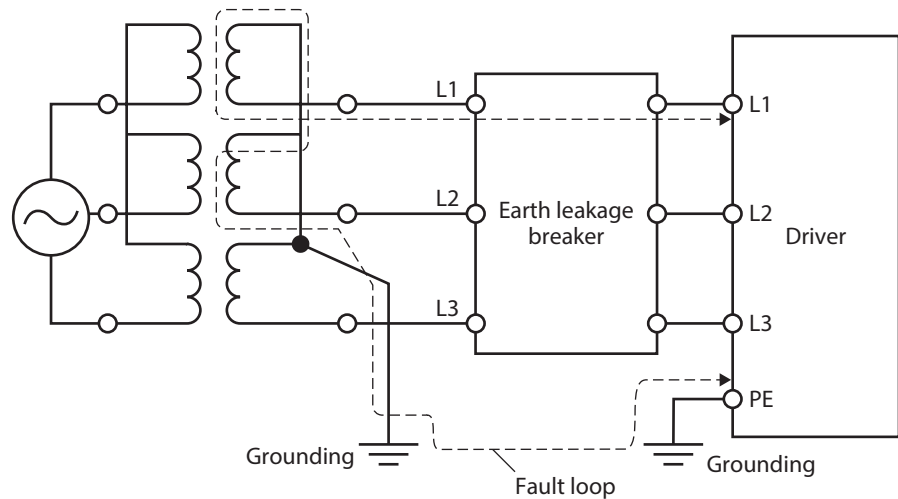 L1
L1
L2
Earth leakage
breaker
L2
Driver
L3
L3
PE
Grounding
Grounding
Fault loop